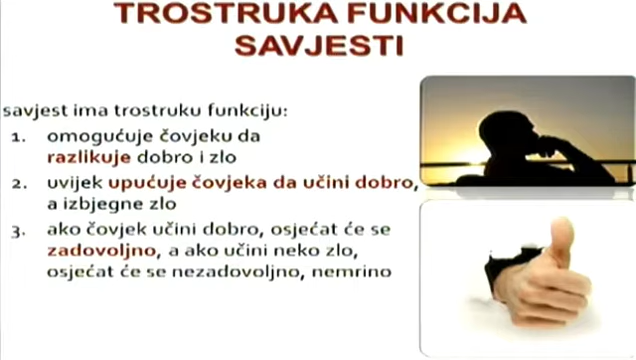 TROSTRUKA FUNKCIJA
SAVJESTI
savjest ima trostruku funkciju:
1. omogućuje čovjeku da
razlikuje dobro i zlo
2. uvijek upućuje čovjeka da učini dobro,
a izbjegne zlo
3. ako čovjek učini dobro, osjećat će se
zadovoljno, a ako učini neko zlo,
osjećat će se nezadovoljno, nemrino